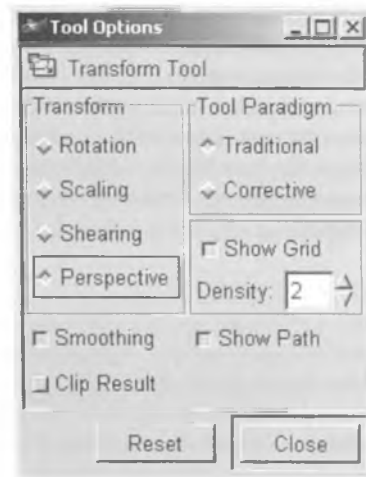 Tool Options
Transform Tool
Transform
Rotation
Scaling
Shearing
Perspective
Tool Paradigm
Traditional
Corrective
Show Grid
Density: 2
Smoothing
Show Path
Clip Result
Reset
Close